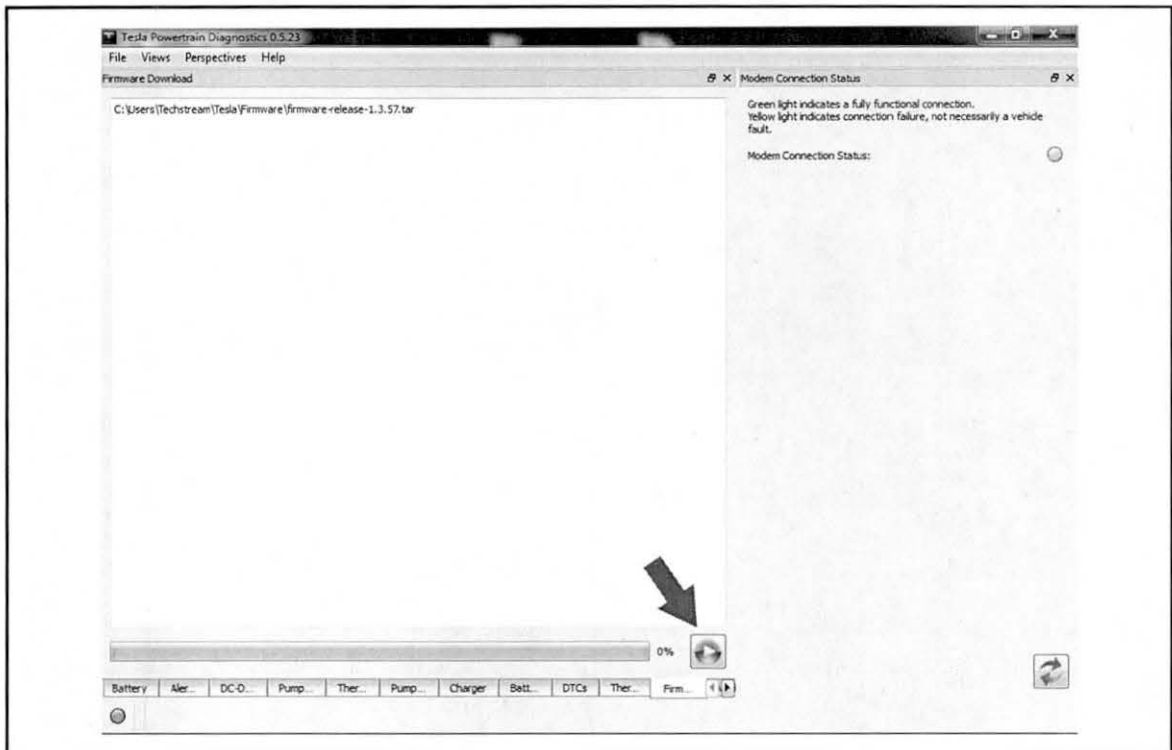 Tesla Powertrain Diagnostics 0.5.23
File Views Perspectives Help
Firmware Download
C:\Users\Techstream\Tesla\Firmware\firmware-release-1.3.57.tar
0%
Battery Aler... DC-D... Pump... Ther... Pump... Charger Batt... DTCs Ther... Firm...
Modem Connection Status
Green light indicates a fully functional connection.
Yellow light indicates connection failure, not necessarily a vehicle
fault.
Modem Connection Status: